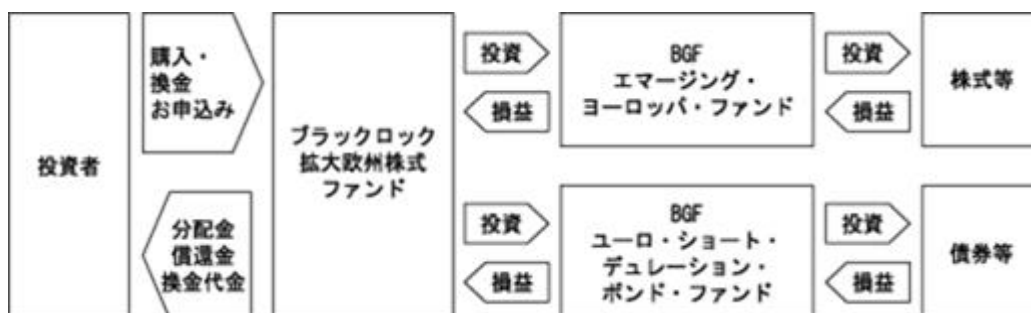 投資者
購入・
換金
お申込み
分配金
償還金
換金代金
ブラックロック
拡大欧州株式
ファンド
投資
損益
BGF
エマージング・
ヨーロッパ・ファンド
投資
損益
株式等
投資
損益
BGF
ユーロ・ショート・
デュレーション・
ボンド・ファンド
投資
損益
債券等